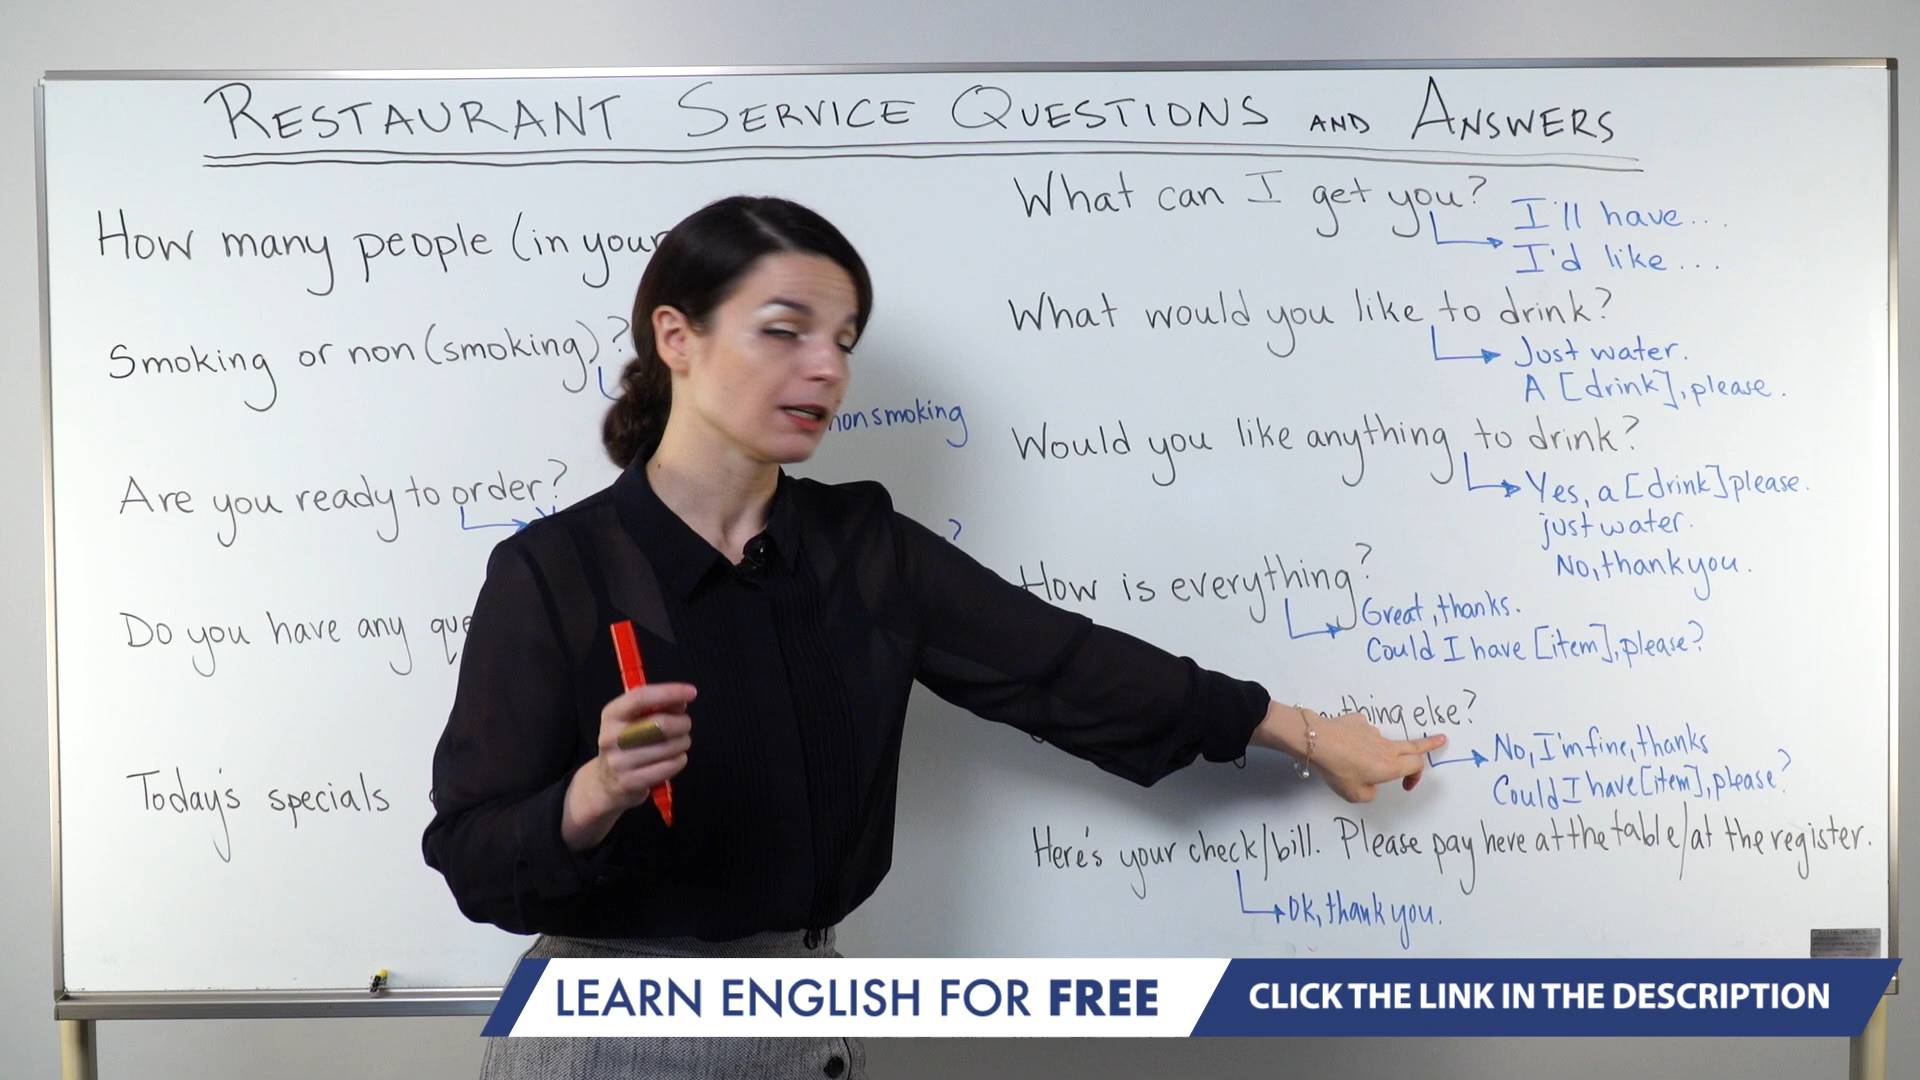 RESTAURANT SERVICE QUESTIONS AND ANSWERS
How many people (in your
Smoking or non (smoking)?
nonsmoking
Are you ready to order?
?
Do you have any que
Today's specials
What can I get you?
I'll have...
I'd like...
What would you like to drink?
Just water.
A [drink], please.
Would you like anything to drink?
Yes, a [drink] please.
just water.
No, thank you.
How is everything?
Great, thanks.
Could I have [item], please?
else?
No, I'm fine, thanks
Could I have [item], please?
Here's your check/bill. Please pay here at the table/at the register.
Ok, thank you.
LEARN ENGLISH FOR FREE
CLICK THE LINK IN THE DESCRIPTION